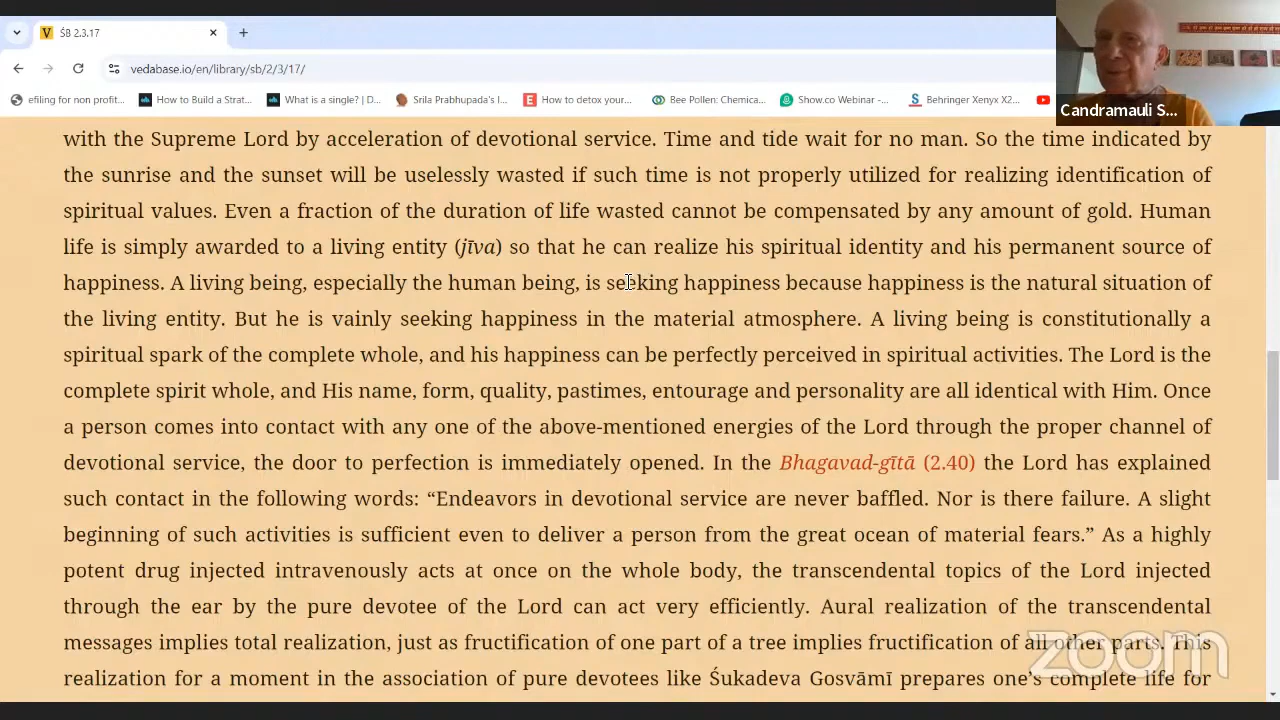 ŚB 2.3.17
vedabase.io/en/library/sb/2/3/17/
efiling for non profit...
How to Build a Strat...
What is a single? | D...
Srila Prabhupada's l...
How to detox your...
Bee Pollen: Chemica...
Show.co Webinar -...
Behringer Xenyx X2...
Candramauli S...
with the Supreme Lord by acceleration of devotional service. Time and tide wait for no man. So the time indicated by
the sunrise and the sunset will be uselessly wasted if such time is not properly utilized for realizing identification of
spiritual values. Even a fraction of the duration of life wasted cannot be compensated by any amount of gold. Human
life is simply awarded to a living entity (jīva) so that he can realize his spiritual identity and his permanent source of
happiness. A living being, especially the human being, is seeking happiness because happiness is the natural situation of
the living entity. But he is vainly seeking happiness in the material atmosphere. A living being is constitutionally a
spiritual spark of the complete whole, and his happiness can be perfectly perceived in spiritual activities. The Lord is the
complete spirit whole, and His name, form, quality, pastimes, entourage and personality are all identical with Him. Once
a person comes into contact with any one of the above-mentioned energies of the Lord through the proper channel of
devotional service, the door to perfection is immediately opened. In the Bhagavad-gītā (2.40) the Lord has explained
such contact in the following words: “Endeavors in devotional service are never baffled. Nor is there failure. A slight
beginning of such activities is sufficient even to deliver a person from the great ocean of material fears.” As a highly
potent drug injected intravenously acts at once on the whole body, the transcendental topics of the Lord injected
through the ear by the pure devotee of the Lord can act very efficiently. Aural realization of the transcendental
messages implies total realization, just as fructification of one part of a tree implies fructification of all other parts. This
realization for a moment in the association of pure devotees like Śukadeva Gosvāmī prepares one’s complete life for
zoom